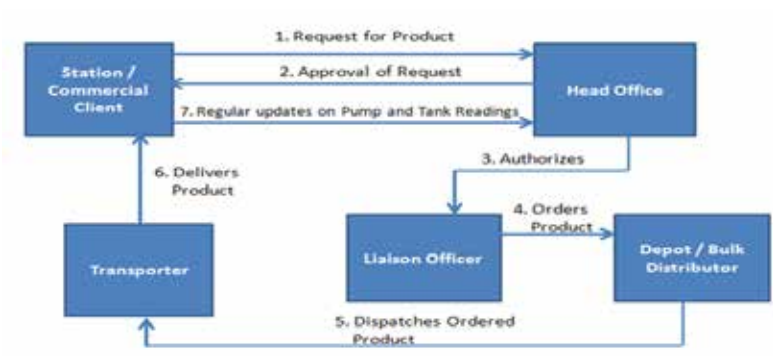 1. Request for Product
Station /
Commercial
Client
2. Approval of Request
Head Office
7. Regular updates on Pump and Tank Readings
3. Authorizes
6. Delivers
Product
4. Orders
Product
Transporter
Liaison Officer
Depot / Bulk
Distributor
5. Dispatches Ordered
Product